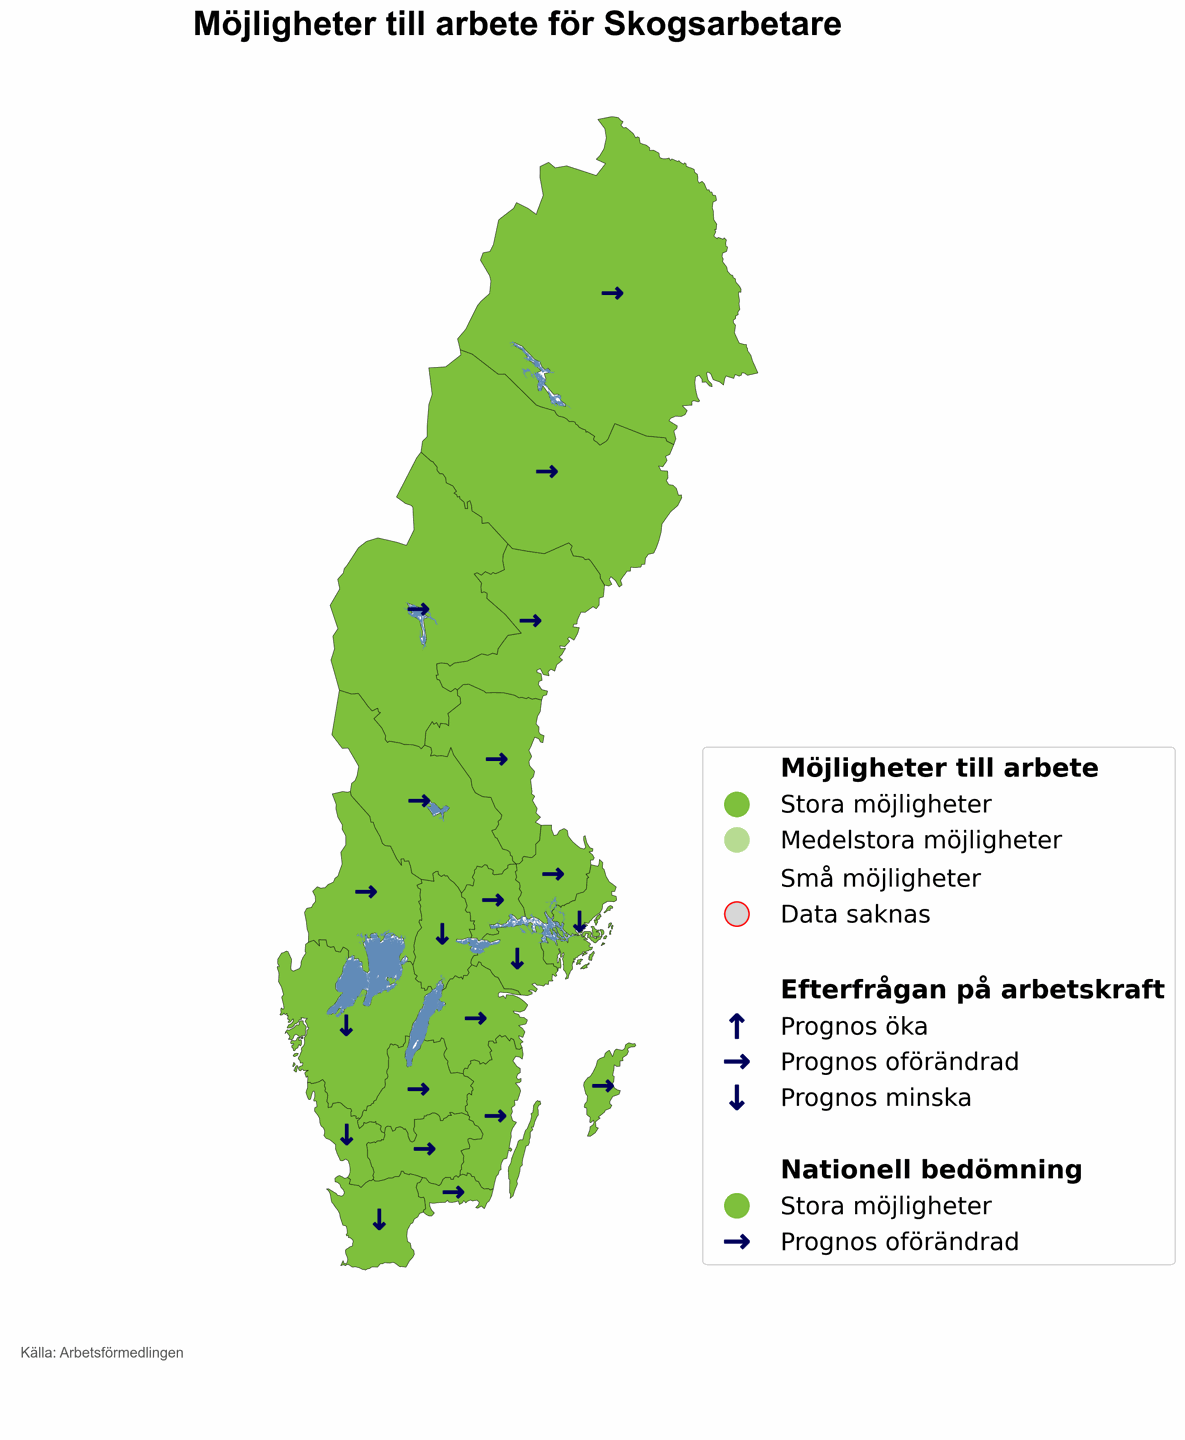 Möjligheter till arbete för Skogsarbetare
Möjligheter till arbete
Stora möjligheter
Medelstora möjligheter
Små möjligheter
Data saknas
Efterfrågan på arbetskraft
Prognos öka
Prognos oförändrad
Prognos minska
Nationell bedömning
Stora möjligheter
Prognos oförändrad
Källa: Arbetsförmedlingen